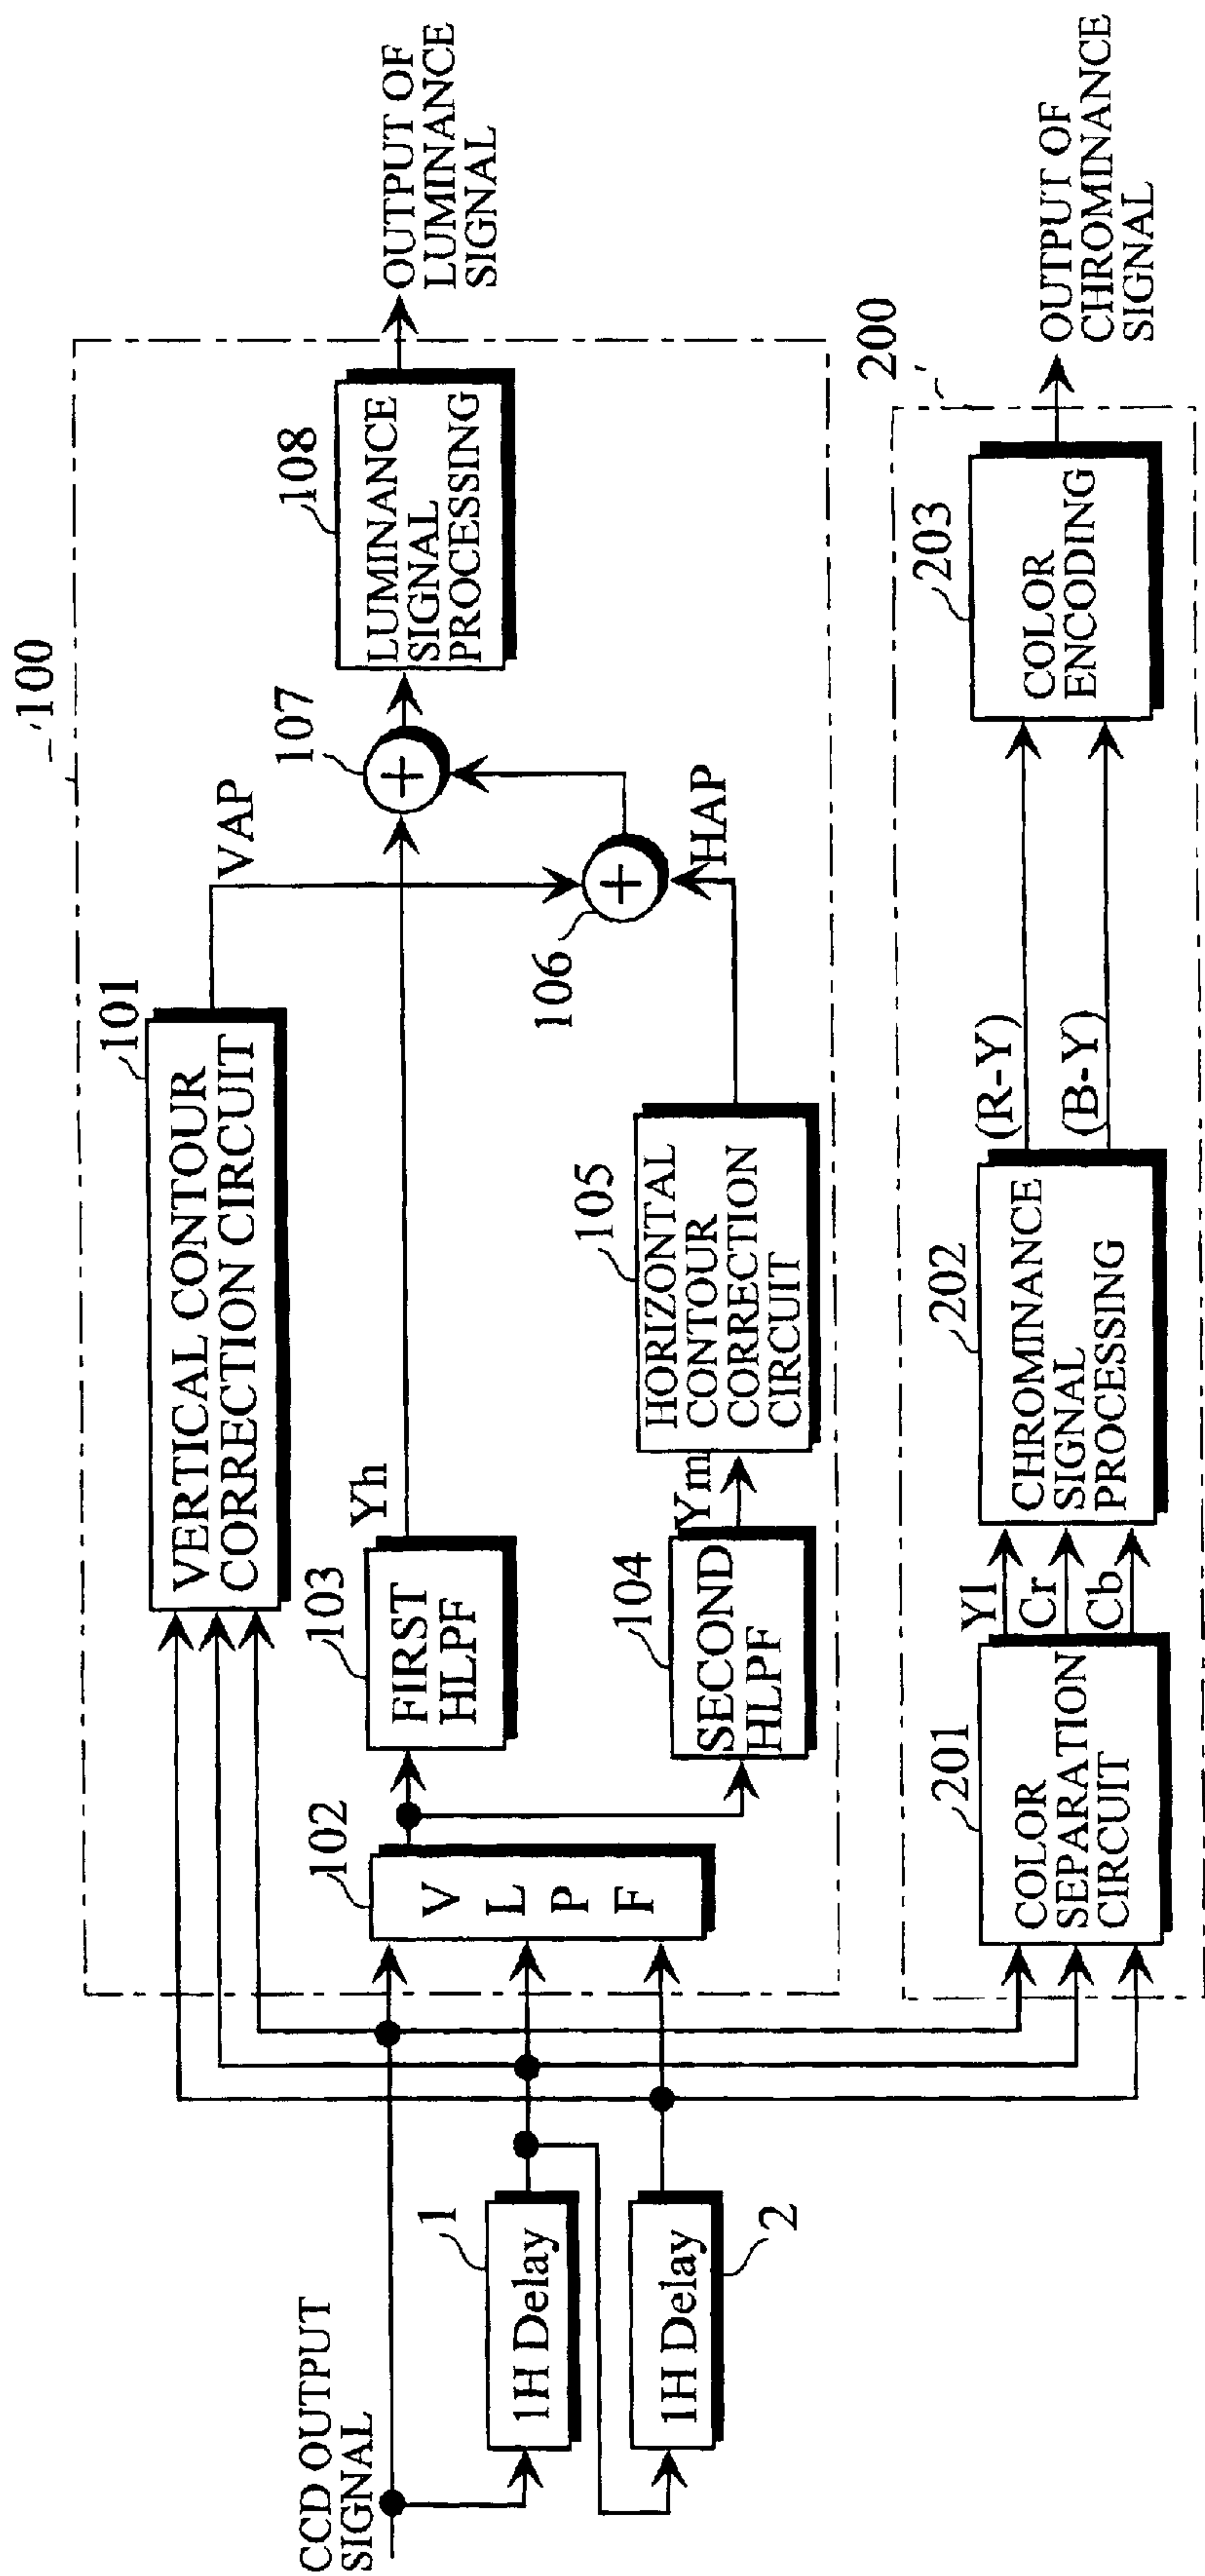 CCD OUTPUT
SIGNAL
1
1H Delay
1H Delay
2
100
101
VERTICAL CONTOUR
CORRECTION CIRCUIT
VAP
102
V
L
P
F
103
FIRST
HLPF
Yh
104
SECOND
HLPF
Ym
105
HORIZONTAL
CONTOUR
CORRECTION
CIRCUIT
HAP
106
+
107
+
108
LUMINANCE
SIGNAL
PROCESSING
OUTPUT OF
LUMINANCE
SIGNAL
200
201
COLOR
SEPARATION
CIRCUIT
Yl
Cr
Cb
202
CHROMINANCE
SIGNAL
PROCESSING
(R-Y)
(B-Y)
203
COLOR
ENCODING
OUTPUT OF
CHROMINANCE
SIGNAL